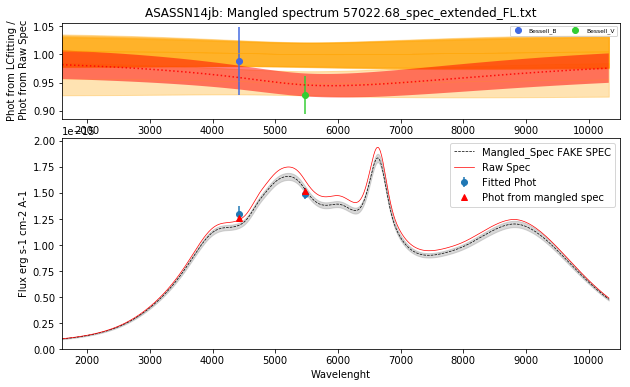 ASASSN14jb: Mangled spectrum 57022.68_spec_extended_FL.txt
Phot from LCfitting /
Phot from Raw Spec
1.05
1.00
0.95
0.90
Bessell_B
Bessell_V
2000 3000 4000 5000 6000 7000 8000 9000 10000
1e−15
Flux erg s-1 cm-2 A-1
2.00
1.75
1.50
1.25
1.00
0.75
0.50
0.25
0.00
Mangled_Spec FAKE SPEC
Raw Spec
Fitted Phot
Phot from mangled spec
2000 3000 4000 5000 6000 7000 8000 9000 10000
Wavelenght